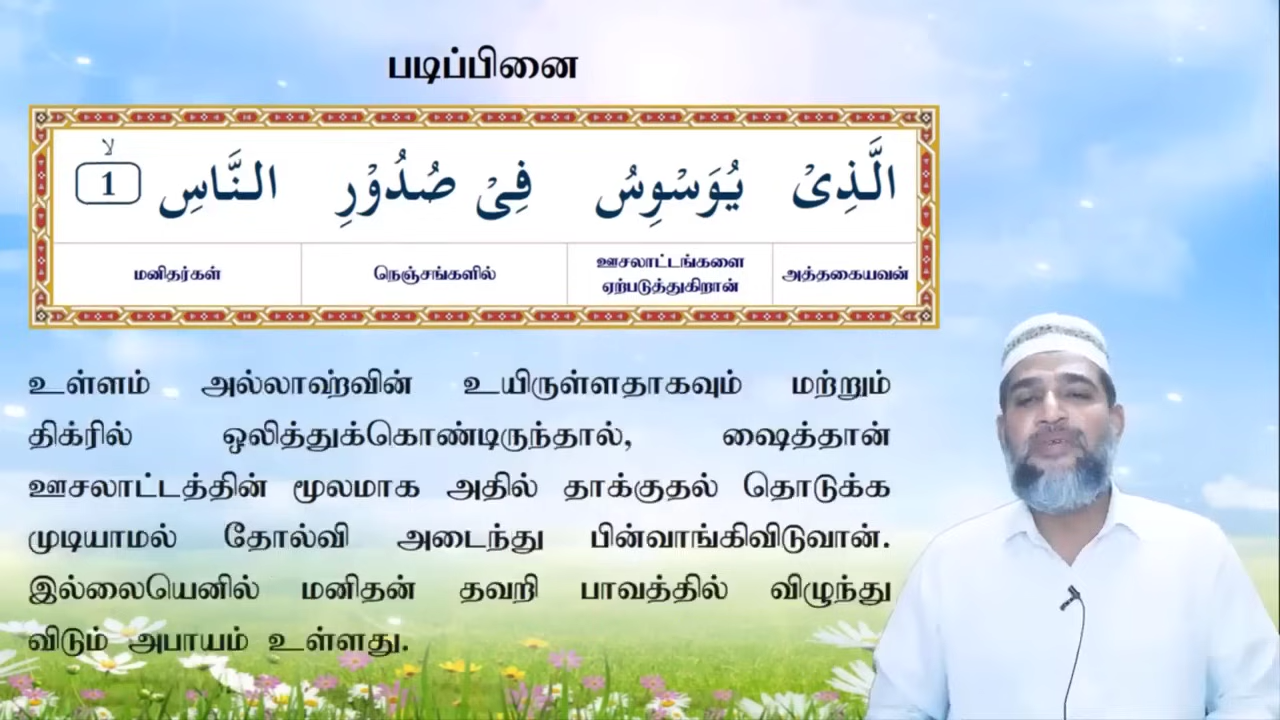 படிப்பினை
الَّذِیْ یُوَسْوِسُ فِیْ صُدُوْرِ النَّاسِ 1 ۙ
அத்தகையவன் ஊசலாட்டங்களை ஏற்படுத்துகிறான் நெஞ்சங்களில் மனிதர்கள்
உள்ளம் அல்லாஹ்வின் உயிருள்ளதாகவும் மற்றும்
திக்ரில் ஒலித்துக்கொண்டிருந்தால், ஷைத்தான்
ஊசலாட்டத்தின் மூலமாக அதில் தாக்குதல் தொடுக்க
முடியாமல் தோல்வி அடைந்து பின்வாங்கிவிடுவான்.
இல்லையெனில் மனிதன் தவறி பாவத்தில் விழுந்து
விடும் அபாயம் உள்ளது.